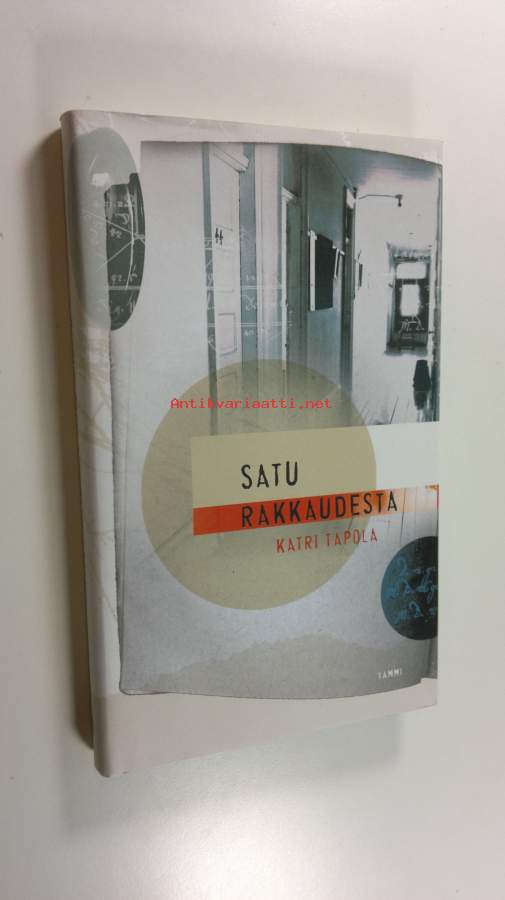 Antikvariaatti.net
SATU
RAKKAUDESTA
KATRI TAPOLA
TAMMI